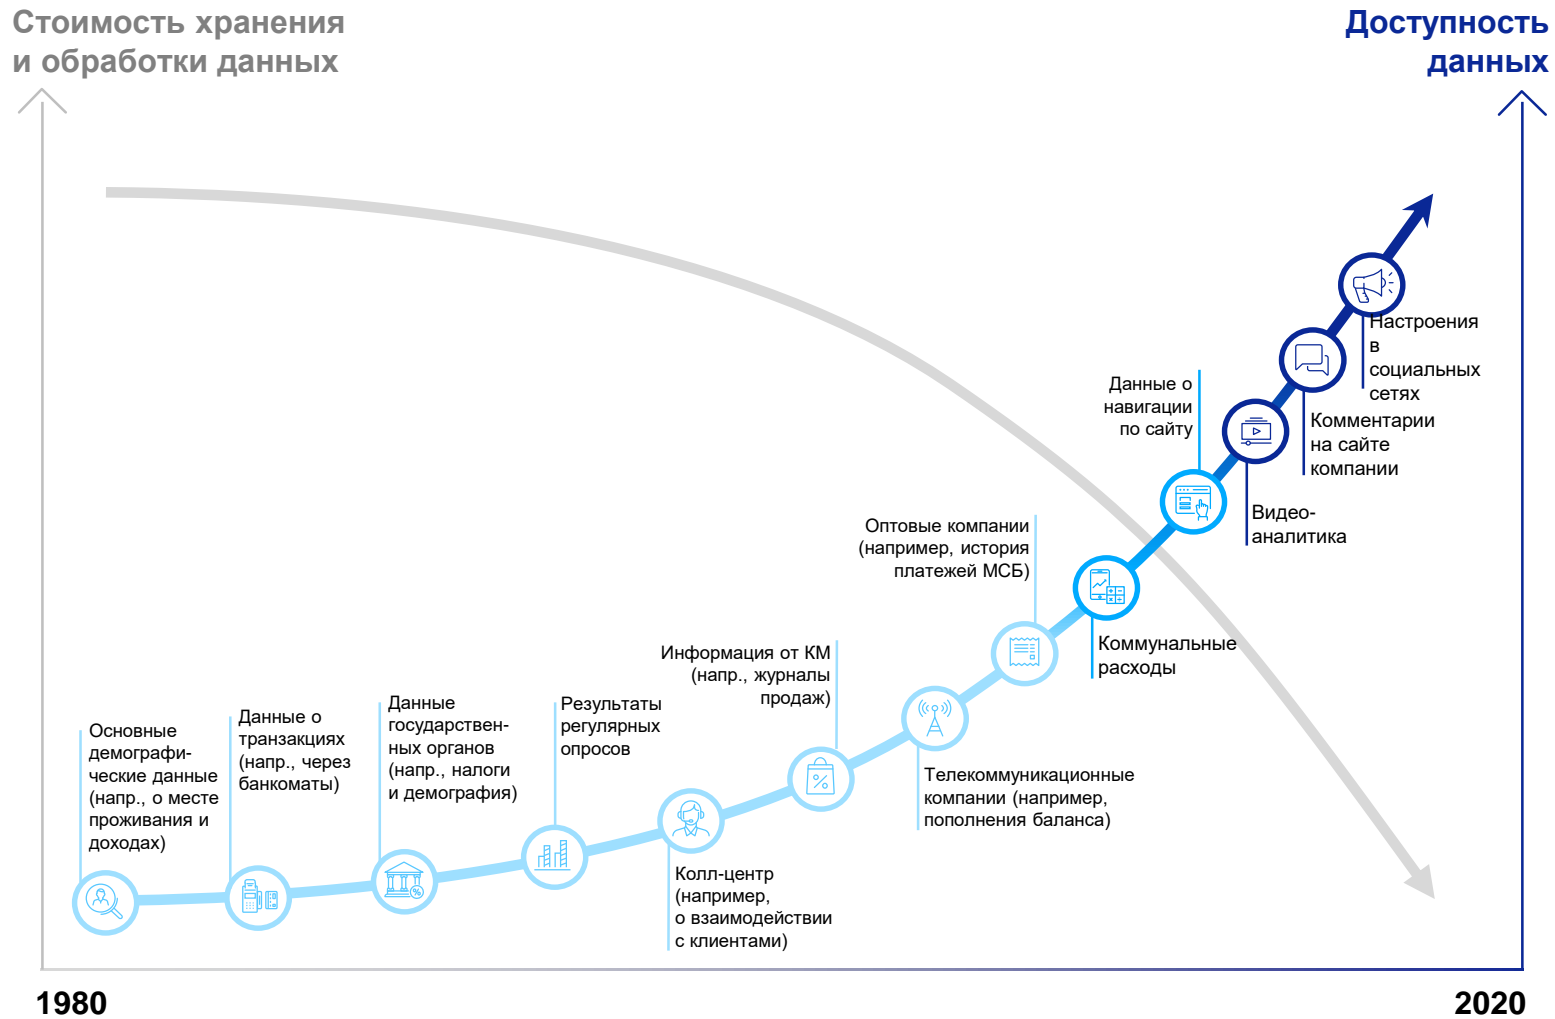 Стоимость хранения
и обработки данных
Доступность
данных
Основные
демографи-
ческие данные
(напр., о месте
проживания и
доходах)
Данные о
транзакциях
(напр., через
банкоматы)
Данные
государствен-
ных органов
(напр., налоги
и демография)
Результаты
регулярных
опросов
Колл-центр
(например,
о взаимодействии
с клиентами)
Информация от КМ
(напр., журналы
продаж)
Телекоммуникационные
компании (например,
пополнения баланса)
Оптовые компании
(например, история
платежей МСБ)
Коммунальные
расходы
Данные о
навигации
по сайту
Видео-
аналитика
Комментарии
на сайте
компании
Настроения
в
социальных
сетях
1980
2020